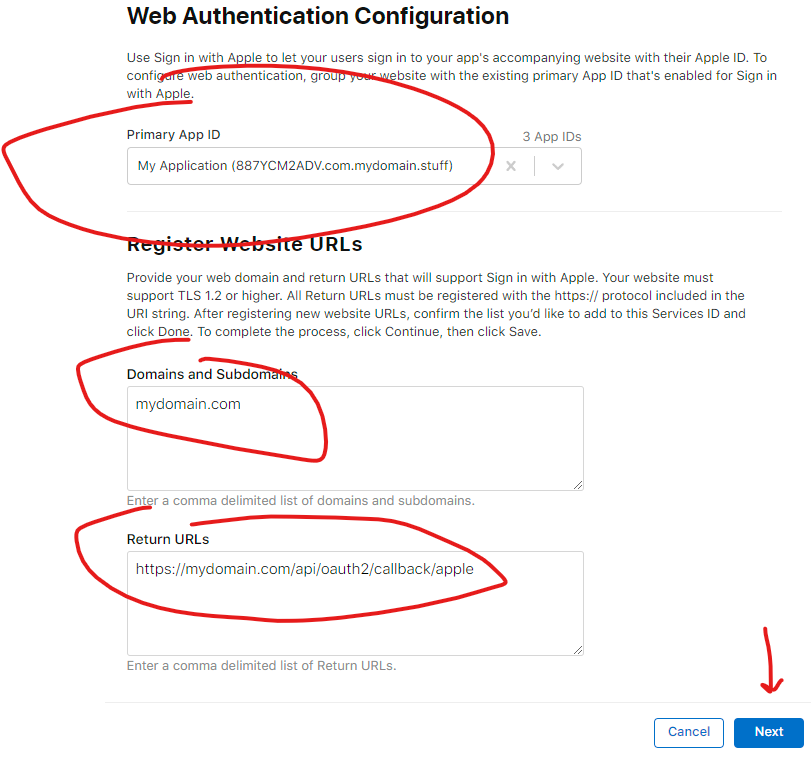 Web Authentication Configuration
Use Sign in with Apple to let your users sign in to your app's accompanying website with their Apple ID. To
configure web authentication, group your website with the existing primary App ID that's enabled for Sign in
with Apple.
Primary App ID
3 App IDs
My Application (887YCM2ADV.com.mydomain.stuff)
Register Website URLs
Provide your web domain and return URLs that will support Sign in with Apple. Your website must
support TLS 1.2 or higher. All Return URLs must be registered with the https:// protocol included in the
URI string. After registering new website URLs, confirm the list you'd like to add to this Services ID and
click Done. To complete the process, click Continue, then click Save.
Domains and Subdomains
mydomain.com
Enter a comma delimited list of domains and subdomains.
Return URLs
https://mydomain.com/api/oauth2/callback/apple
Enter a comma delimited list of Return URLs.
Cancel
Next